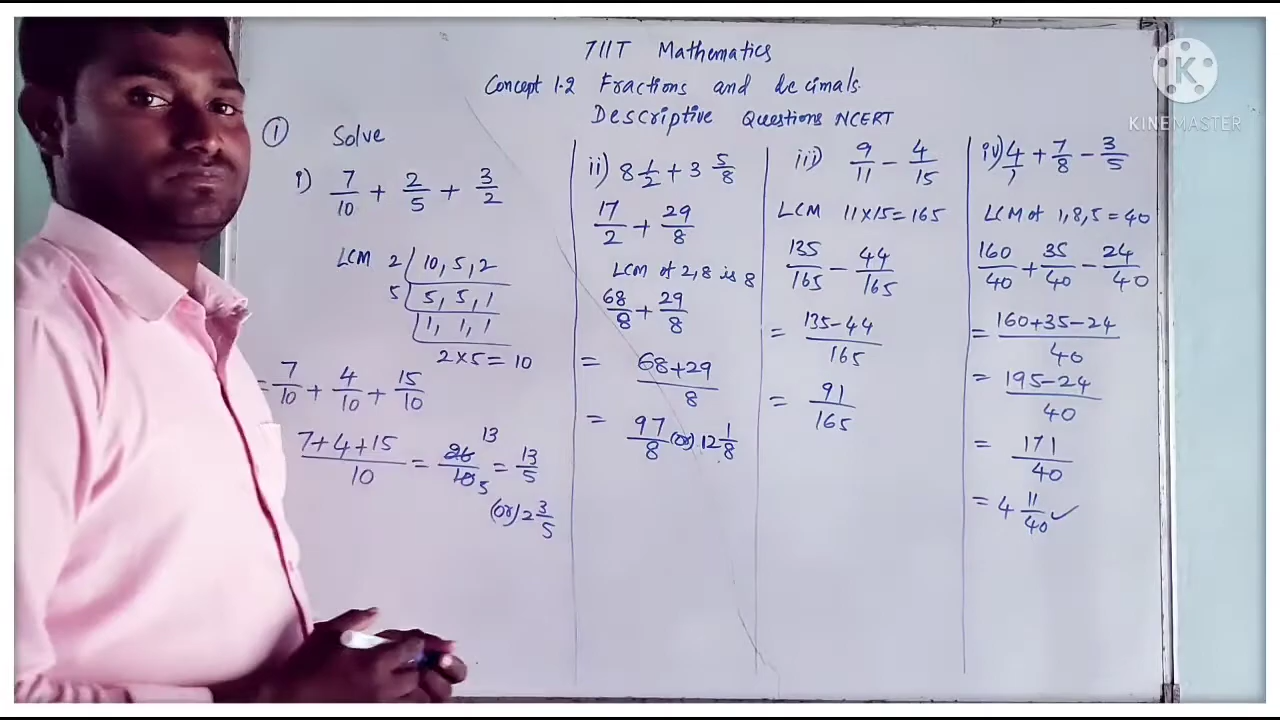 7IIT Mathematics
Concept 1.2 Fractions and decimals.
Descriptive Questions NCERT
① Solve
i) 7/10 + 2/5 + 3/2
LCM 2 | 10, 5, 2
5 | 5, 5, 1
1, 1, 1
2×5=10
= 7/10 + 4/10 + 15/10
7+4+15/10 = 26/10 13 5 = 13/5
(or) 2 3/5
ii) 8 1/2 + 3 5/8
17/2 + 29/8
LCM of 2,8 is 8
68/8 + 29/8
= 68+29/8
= 97/8 (or) 12 1/8
iii) 9/11 - 4/15
LCM 11×15=165
135/165 - 44/165
= 135-44/165
= 91/165
iv) 4/1 + 7/8 - 3/5
LCM of 1,8,5=40
160/40 + 35/40 - 24/40
= 160+35-24/40
= 195-24/40
= 171/40
= 4 11/40 ✓
K
KINEMASTER